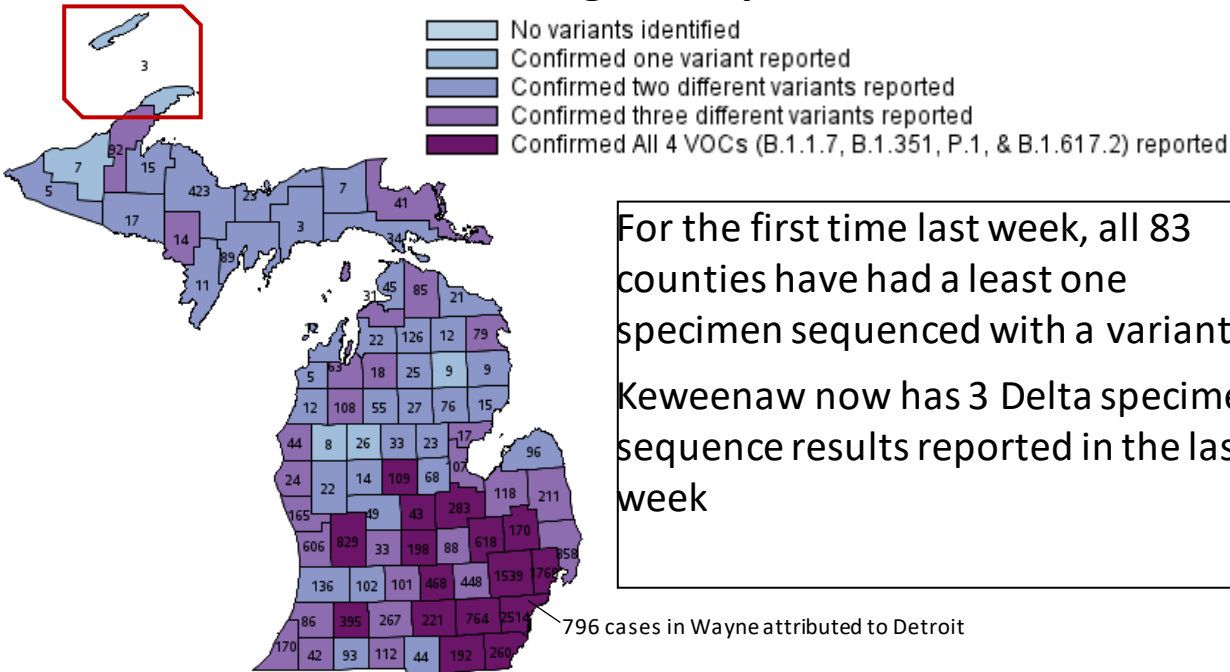 No variants identified
Confirmed one variant reported
Confirmed two different variants reported
Confirmed three different variants reported
Confirmed All 4 VOCs (B.1.1.7, B.1.351, P.1, & B.1.617.2) reported
For the first time last week, all 83
counties have had a least one
specimen sequenced with a variant
Keweenaw now has 3 Delta
sequence results reported in the
week
796 cases in Wayne attributed to Detroit
3
7 15
5 423 23 7 41
17 3 34
14 89
11
31 45 85 21
22 126 12 79
5 63 18 25 9 9
12 108 55 27 76 15
44 8 26 33 23 17
96
24 22 14 109 68
165 49 43 283 118 211
606 829 33 198 88 618 170
136 102 101 468 448 1539
86 395 267 221 764 2514
170 42 93 112 44 192 260